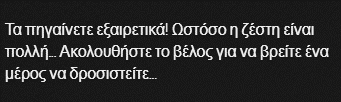 Τα πηγαίνετε εξαιρετικά! Ωστόσο η ζέστη είναι
πολλή... Ακολουθήστε το βέλος για να βρείτε ένα
μέρος να δροσιστείτε...